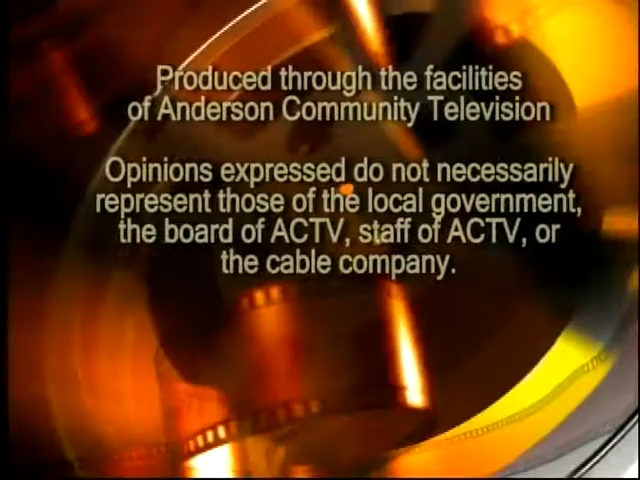 Produced through the facilities
of Anderson Community Television
Opinions expressed do not necessarily
represent those of the local government,
the board of ACTV, staff of ACTV, or
the cable company.